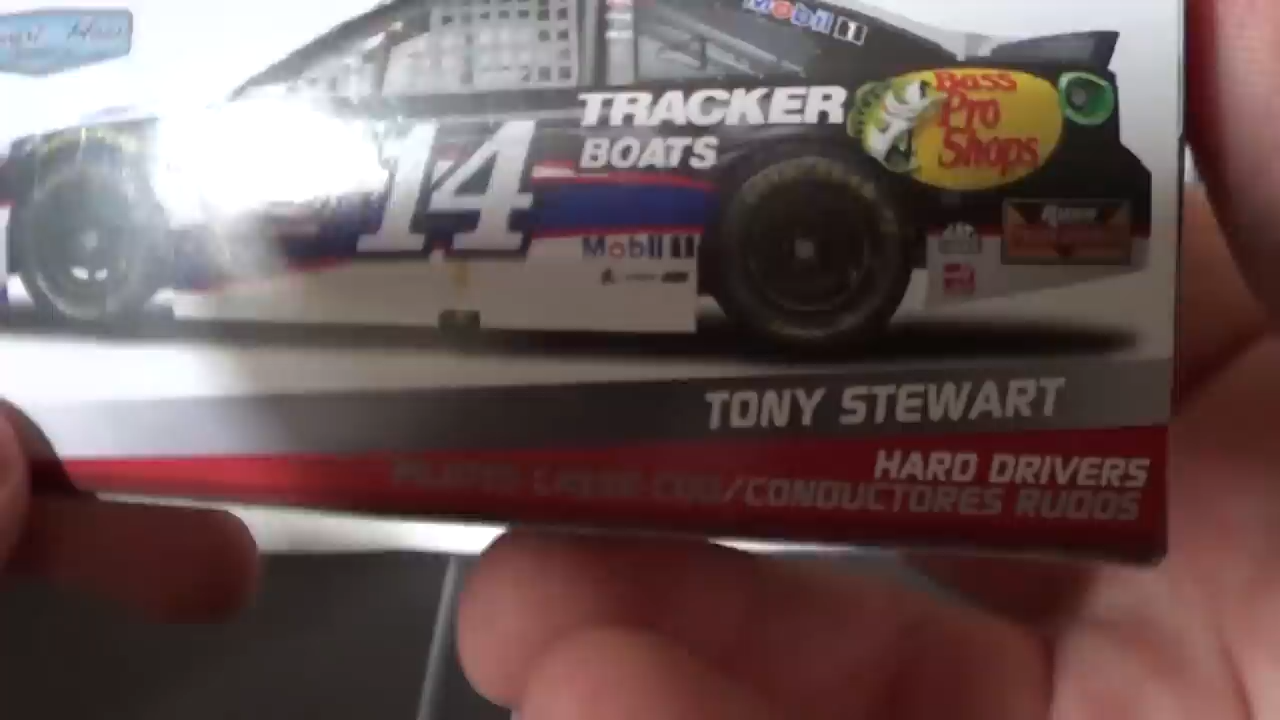 Mobil 1
TRACKER
BOATS
Bass
Pro
Shops
14
Mobil 1
TONY STEWART
HARD DRIVERS
/CONDUCTORES RUDOS